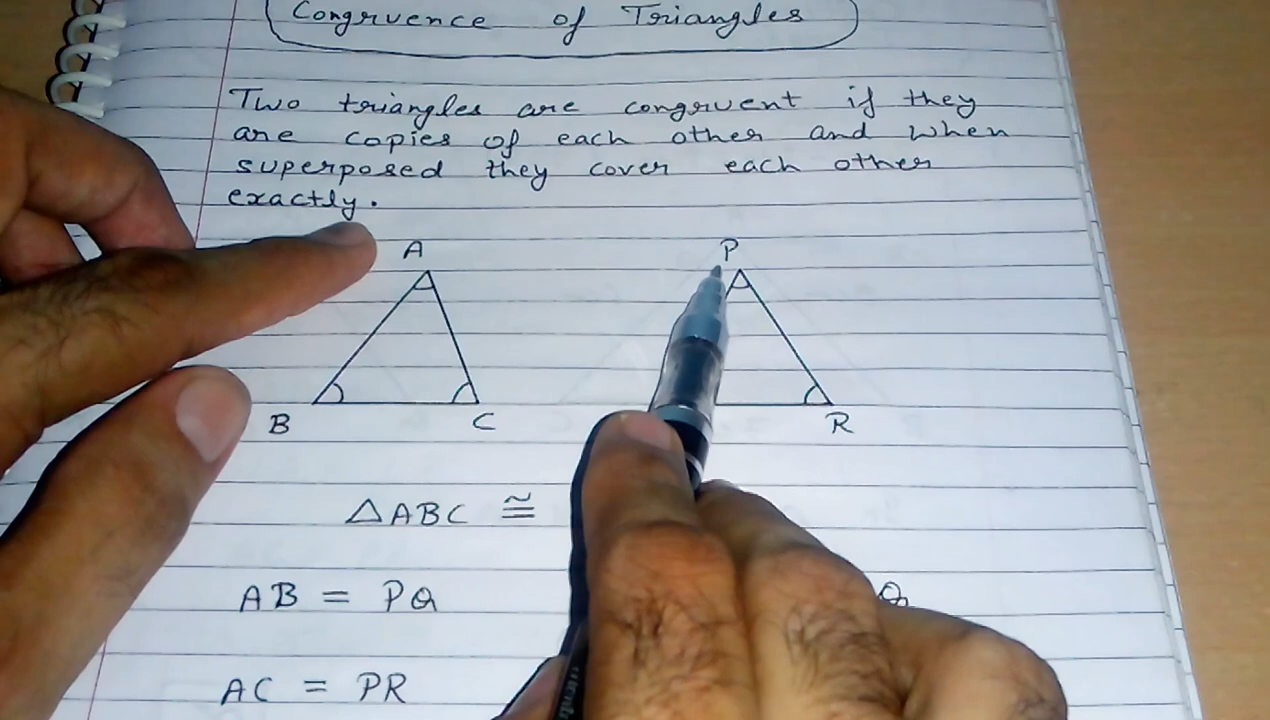 Congruence of Triangles
Two triangles are congruent if they
are copies of each other and when
superposed they cover each other
exactly.
A P
B C R
△ABC ≅
AB = PQ Q
AC = PR